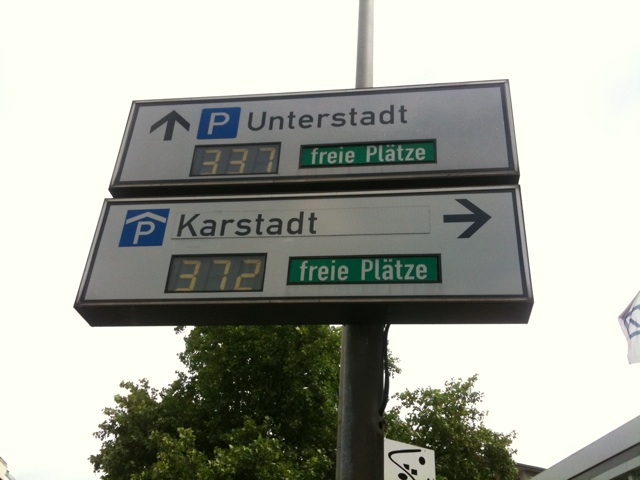 P Unterstadt
337 freie Plätze
P Karstadt
372 freie Plätze